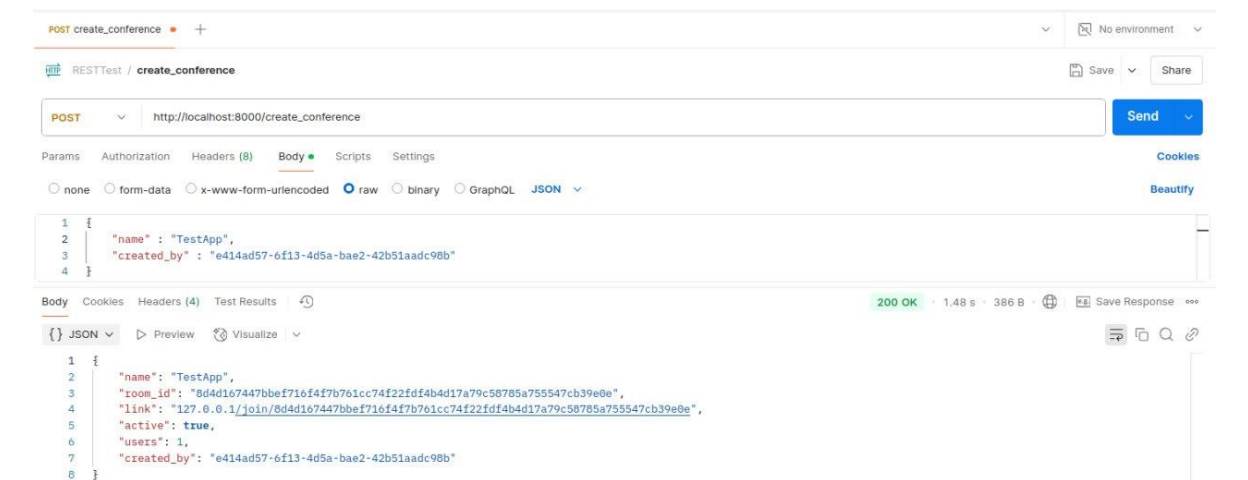 POST create_conference
No environment
HTTP RESTTest / create_conference
Save Share
POST http://localhost:8000/create_conference Send
Params Authorization Headers (8) Body Scripts Settings Cookies
none form-data x-www-form-urlencoded raw binary GraphQL JSON Beautify
1 {
2 "name" : "TestApp",
3 "created_by" : "e414ad57-6f13-4d5a-bae2-42b51aadc98b"
4 }
Body Cookies Headers (4) Test Results 200 OK 1.48 s 386 B e.g. Save Response
{} JSON Preview Visualize
1 {
2 "name": "TestApp",
3 "room_id": "8d4d167447bbef716f4f7b761cc74f22fdf4b4d17a79c58785a755547cb39e0e",
4 "link": "127.0.0.1/join/8d4d167447bbef716f4f7b761cc74f22fdf4b4d17a79c58785a755547cb39e0e",
5 "active": true,
6 "users": 1,
7 "created_by": "e414ad57-6f13-4d5a-bae2-42b51aadc98b"
8 }